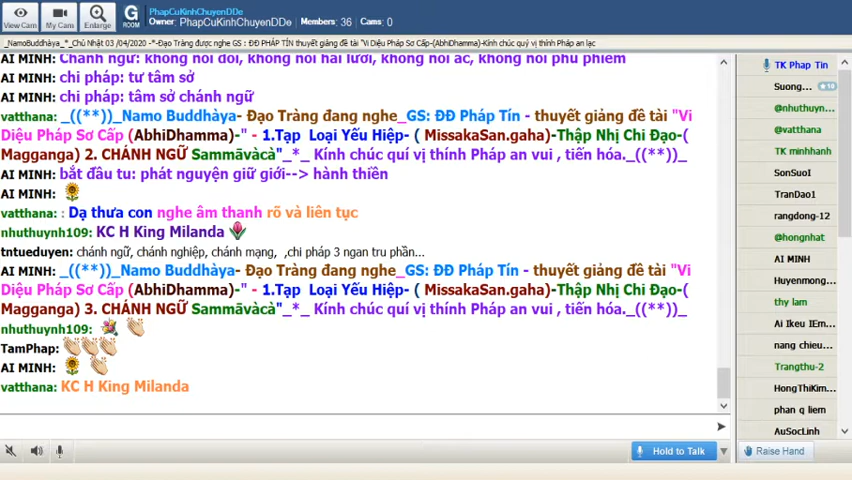 PhapCuKinhChuyenDDe
Owner: PhapCuKinhChuyenDDe Members: 36 Cams: 0
View Cam My Cam Enlarge G ROOM
_NamoBuddhàya_*_Chủ Nhật 03 /04/2020 -*-Đạo Tràng được nghe GS : ĐĐ PHÁP TÍN thuyết giảng đề tài "Vi Diệu Pháp Sơ Cấp-(AbhiDhamma)-Kính chúc quý vị thính Pháp an lạc
AI MINH: Chánh ngữ: không nói dối, không nói hai lưỡi, không nói ác, không nói phù phiếm
AI MINH: chi pháp: tư tâm sở
AI MINH: chi pháp: tâm sở chánh ngữ
vatthana: _((**))_Namo Buddhàya- Đạo Tràng đang nghe_GS: ĐĐ Pháp Tín - thuyết giảng đề tài "Vi
Diệu Pháp Sơ Cấp (AbhiDhamma)-" - 1.Tạp Loại Yếu Hiệp- ( MissakaSan.gaha)-Thập Nhị Chi Đạo-(
Magganga) 2. CHÁNH NGỮ Sammāvàcà"_*_ Kính chúc quí vị thính Pháp an vui , tiến hóa._((**))_
AI MINH: bắt đầu tu: phát nguyện giữ giới--> hành thiền
AI MINH:
vatthana: : Dạ thưa con nghe âm thanh rõ và liên tục
nhuthuynh109: KC H King Milanda
tntueduyen: chánh ngữ, chánh nghiệp, chánh mạng, ,chi pháp 3 ngan tru phần...
AI MINH: _((**))_Namo Buddhàya- Đạo Tràng đang nghe_GS: ĐĐ Pháp Tín - thuyết giảng đề tài "Vi
Diệu Pháp Sơ Cấp (AbhiDhamma)-" - 1.Tạp Loại Yếu Hiệp- ( MissakaSan.gaha)-Thập Nhị Chi Đạo-(
Magganga) 3. CHÁNH NGỮ Sammāvàcà"_*_ Kính chúc quí vị thính Pháp an vui , tiến hóa._((**))_
nhuthuynh109:
TamPhap:
AI MINH:
vatthana: KC H King Milanda
Hold to Talk
TK Phap Tin
Suong... 10
@nhuthuyn...
@vatthana
TK minhhanh
SonSuoI
TranDao1
rangdong-12
@hongnhat
AI MINH
Huyenmong...
thy lam
Ai Ikeu IEm...
nang chieu...
Trangthu-2
HongThiKim...
phan q liem
AuSocLinh
Raise Hand